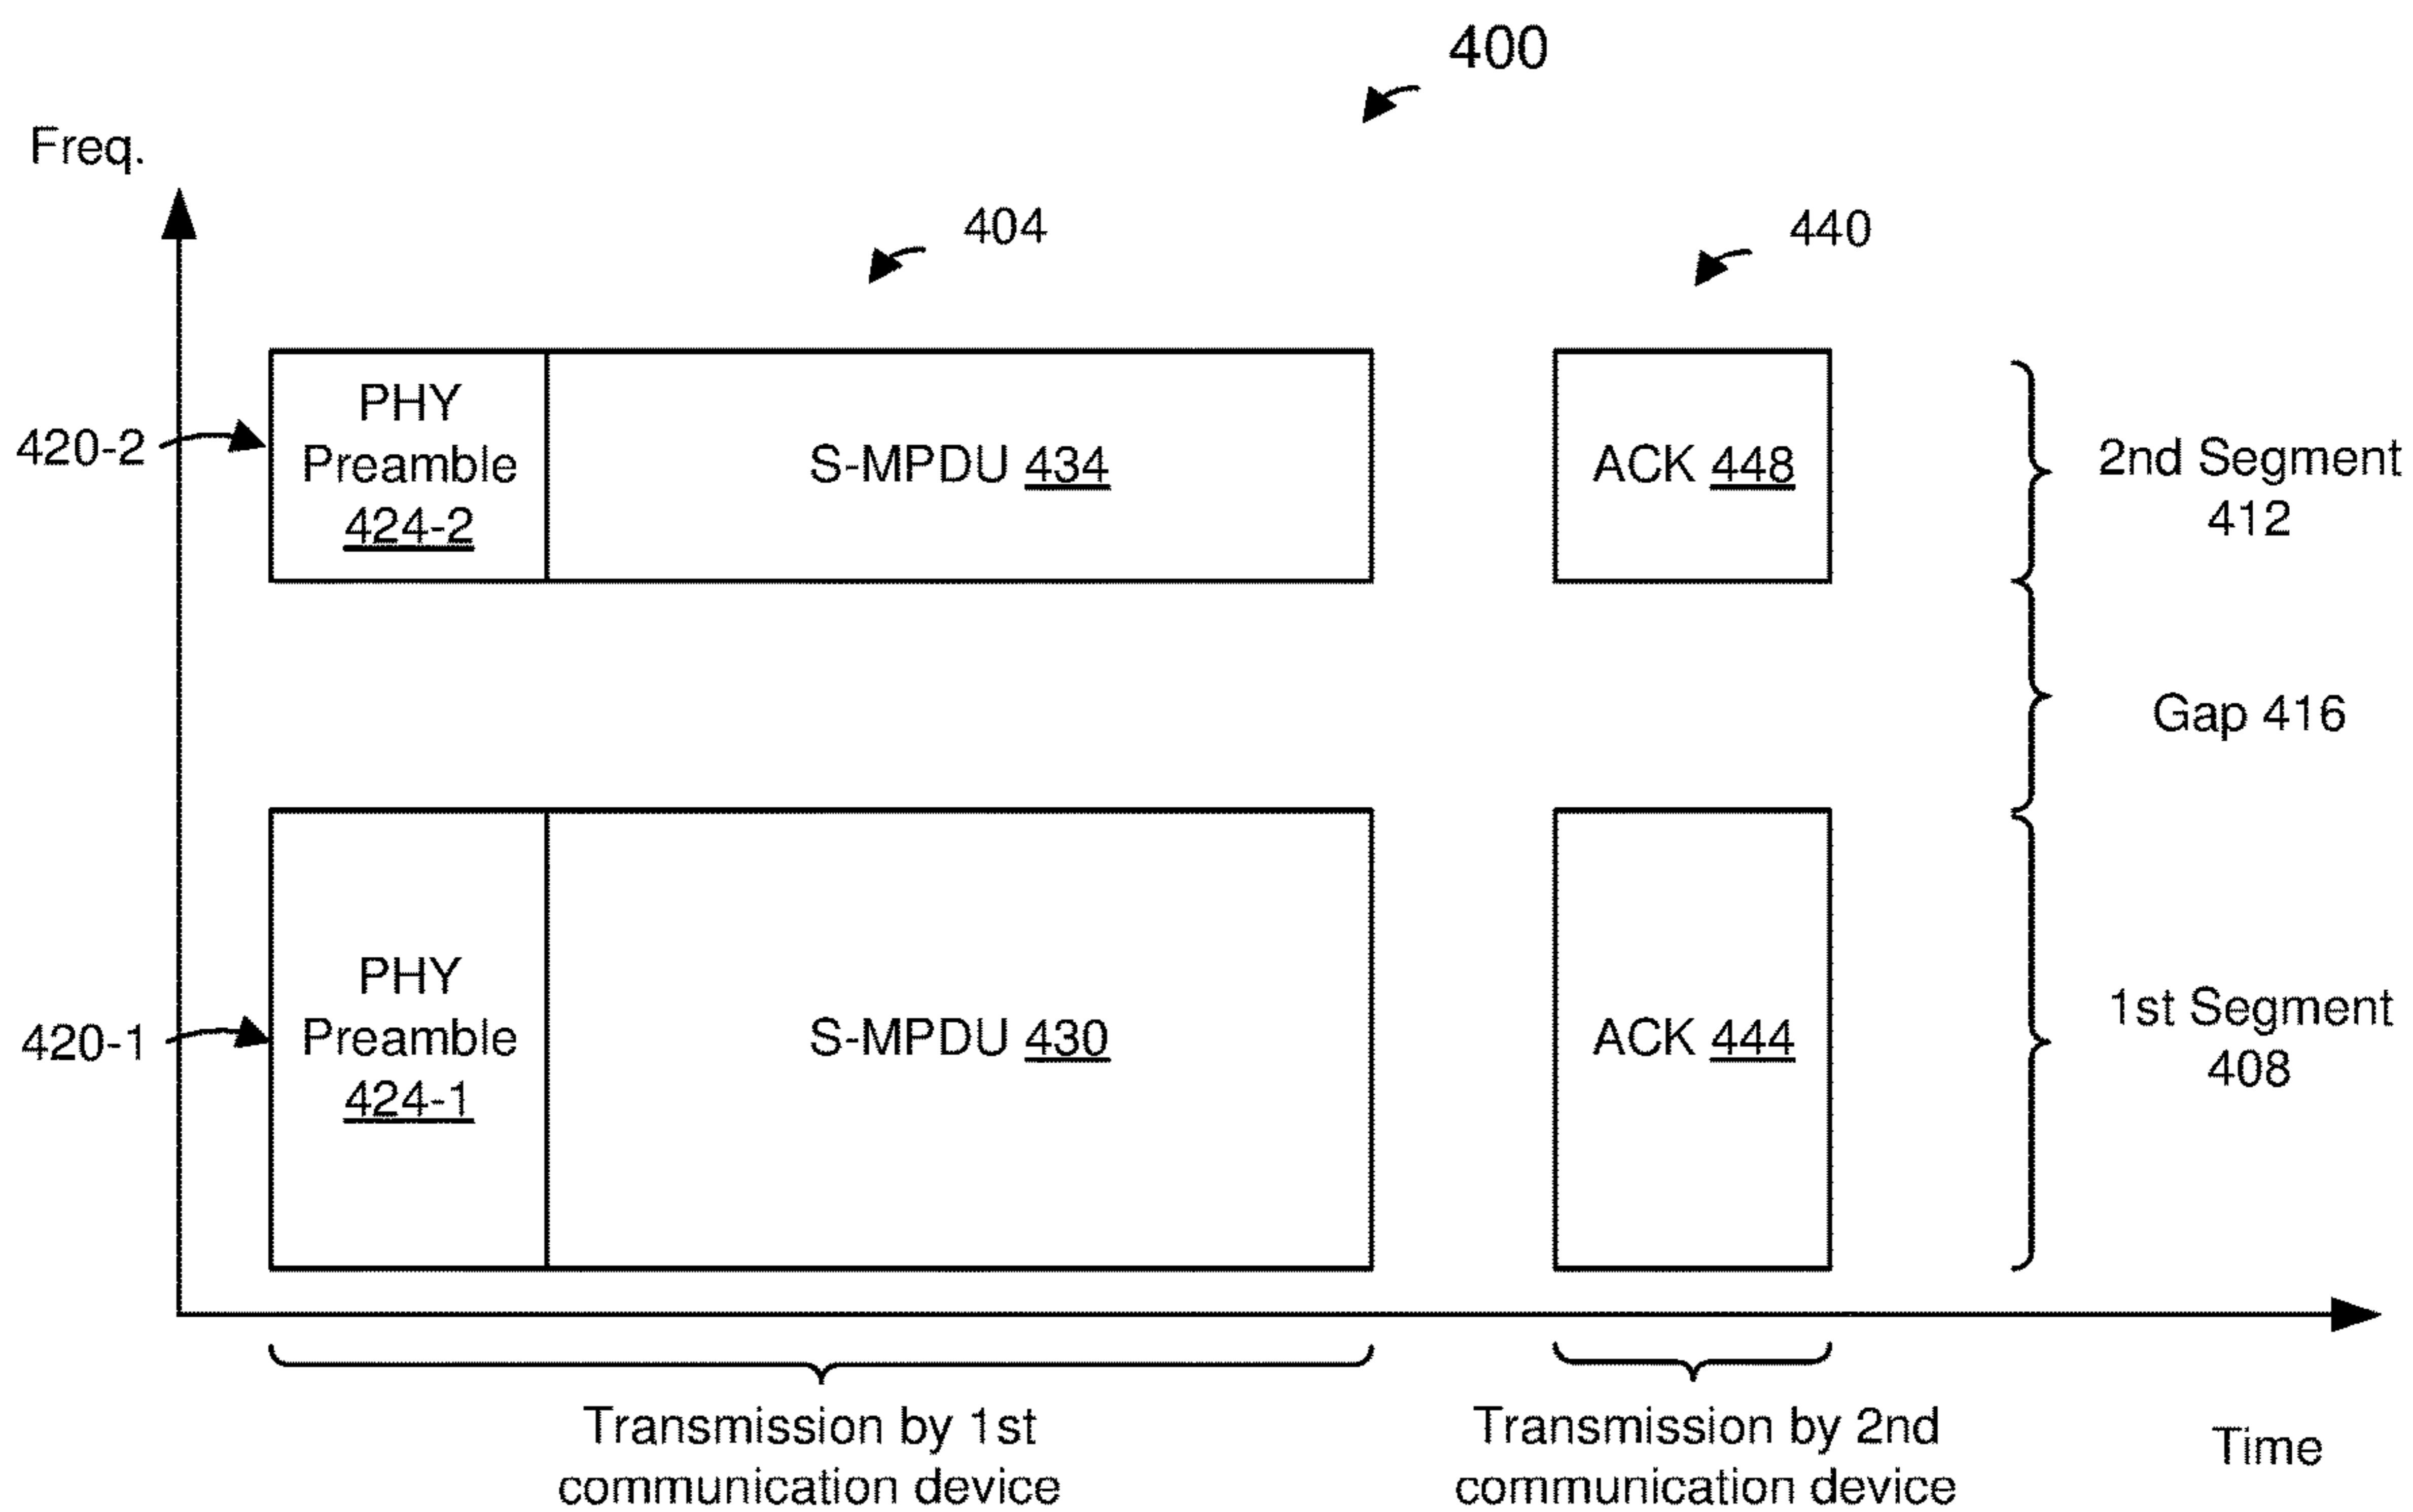 400
Freq.
404
440
420-2
PHY
Preamble
424-2
S-MPDU 434
ACK 448
2nd Segment
412
Gap 416
420-1
PHY
Preamble
424-1
S-MPDU 430
ACK 444
1st Segment
408
Transmission by 1st
communication device
Transmission by 2nd
communication device
Time